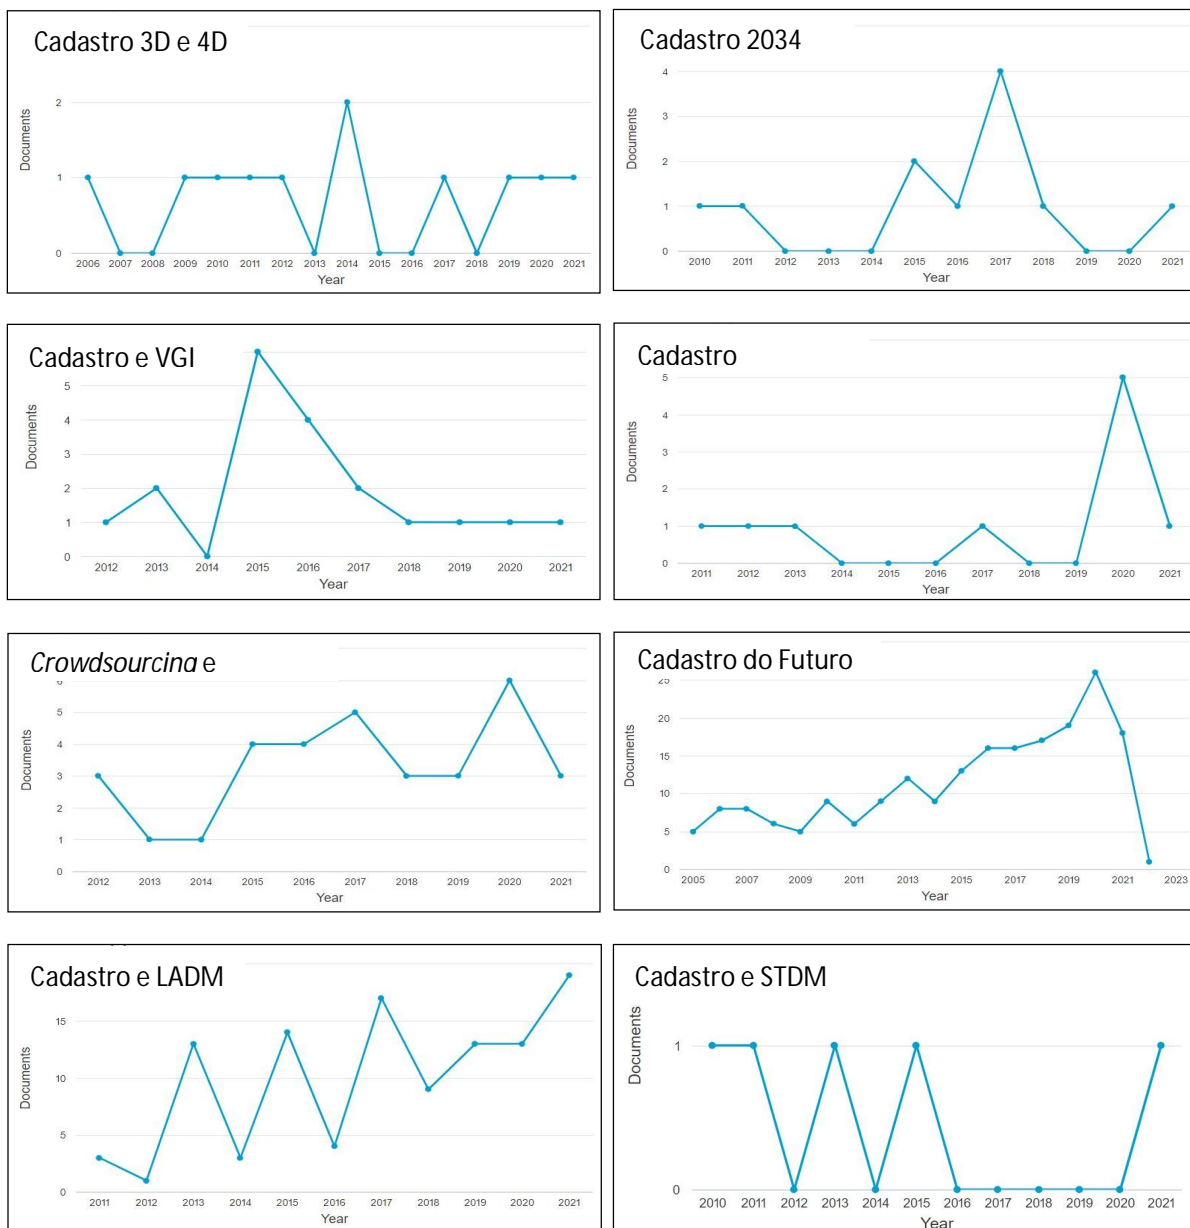 Cadastro 3D e 4D
2
1
0
Documents
2006 2007 2008 2009 2010 2011 2012 2013 2014 2015 2016 2017 2018 2019 2020 2021
Year
Cadastro 2034
4
3
2
1
0
Documents
2010 2011 2012 2013 2014 2015 2016 2017 2018 2019 2020 2021
Year
Cadastro e VGI
5
4
3
2
1
0
Documents
2012 2013 2014 2015 2016 2017 2018 2019 2020 2021
Year
Cadastro
5
4
3
2
1
0
Documents
2011 2012 2013 2014 2015 2016 2017 2018 2019 2020 2021
Year
Crowdsourcina e
6
5
4
3
2
1
0
Documents
2012 2013 2014 2015 2016 2017 2018 2019 2020 2021
Year
Cadastro do Futuro
25
20
15
10
5
0
Documents
2005 2007 2009 2011 2013 2015 2017 2019 2021 2023
Year
Cadastro e LADM
15
10
5
0
Documents
2011 2012 2013 2014 2015 2016 2017 2018 2019 2020 2021
Year
Cadastro e STDM
1
0
Documents
2010 2011 2012 2013 2014 2015 2016 2017 2018 2019 2020 2021
Year